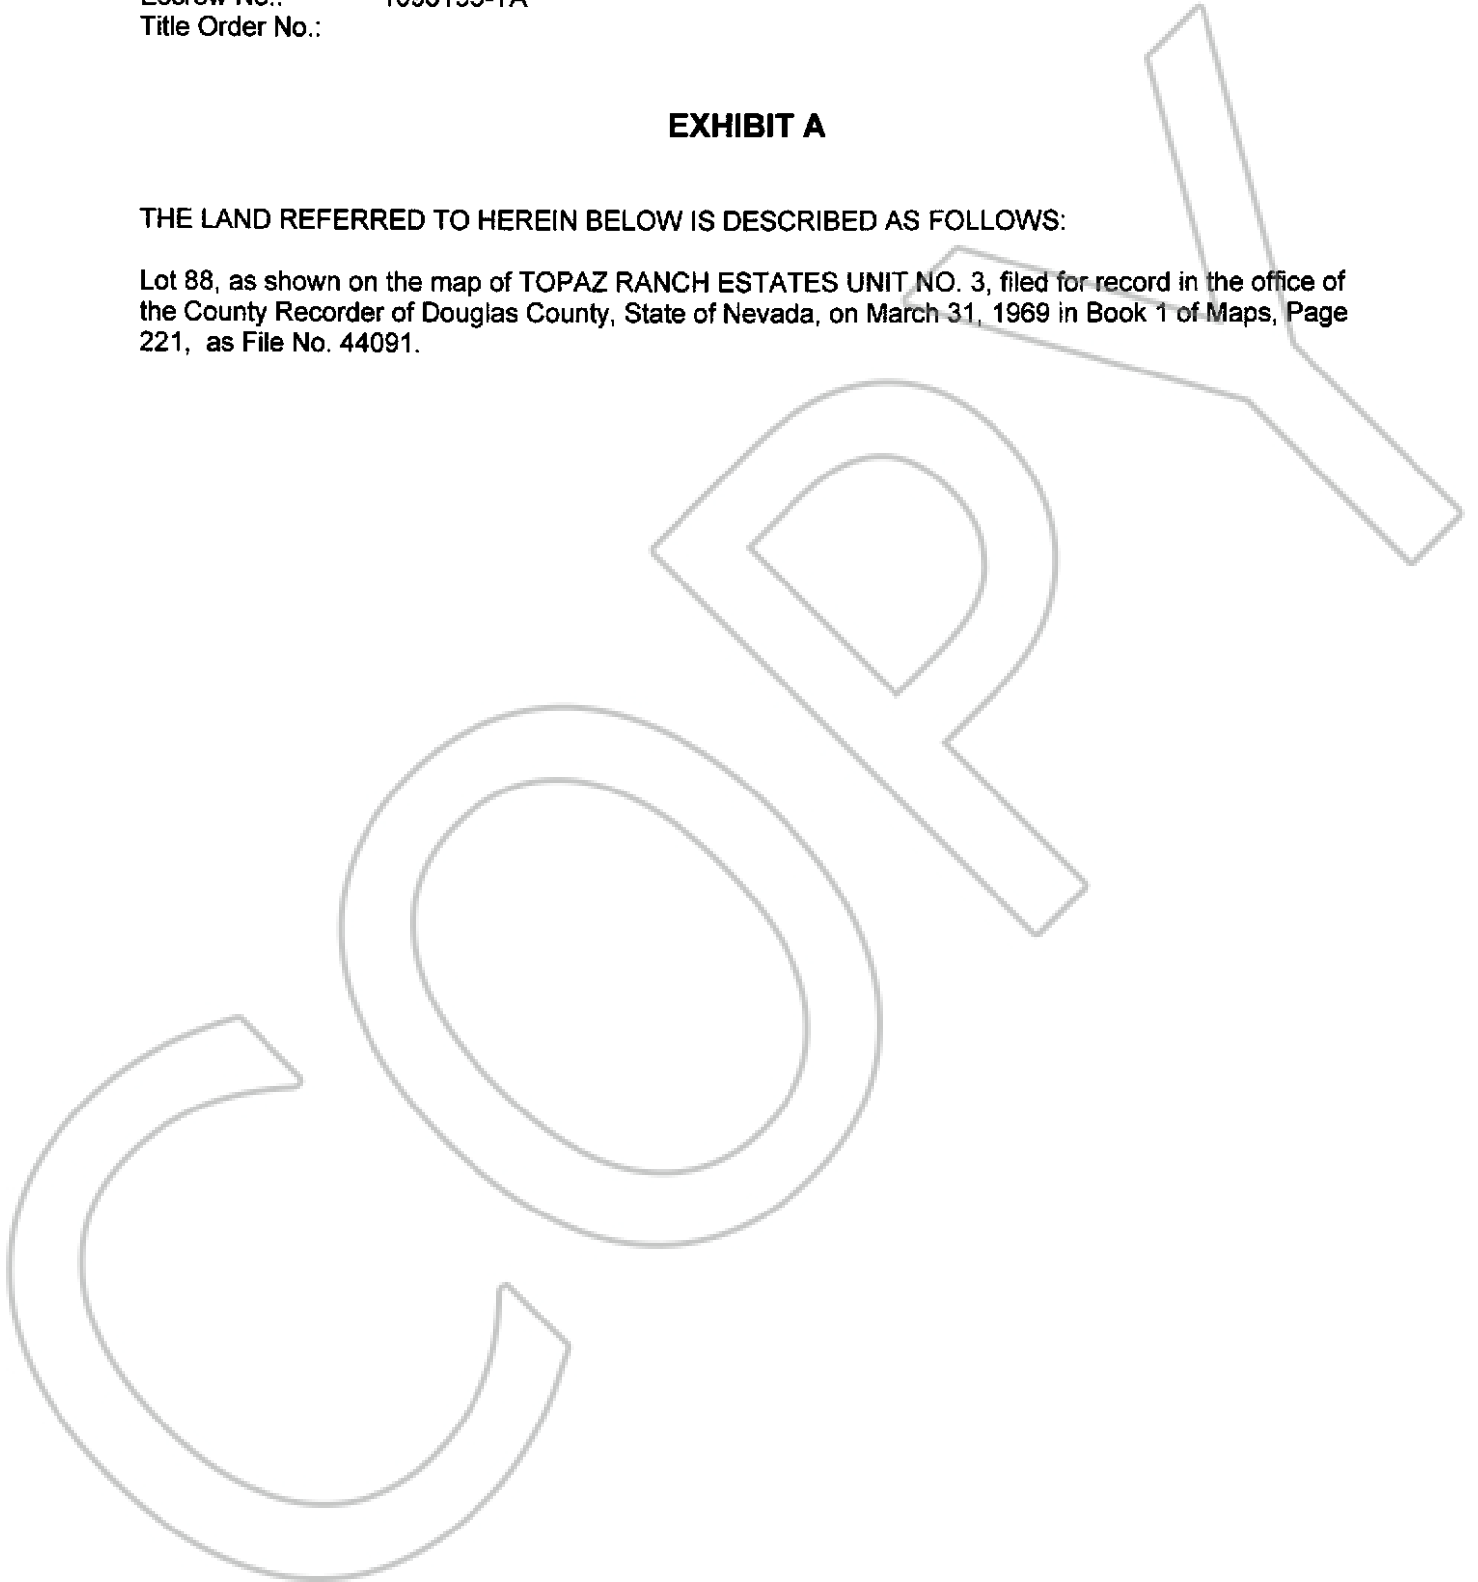 Escrow No.:
Title Order No.:
EXHIBIT A
THE LAND REFERRED TO HEREIN BELOW IS DESCRIBED AS FOLLOWS:
Lot 88, as shown on the map of TOPAZ RANCH ESTATES UNIT NO. 3, filed for record in the office of
the County Recorder of Douglas County, State of Nevada, on March 31, 1969 in Book 1 of Maps, Page
221, as File No. 44091.
COPY